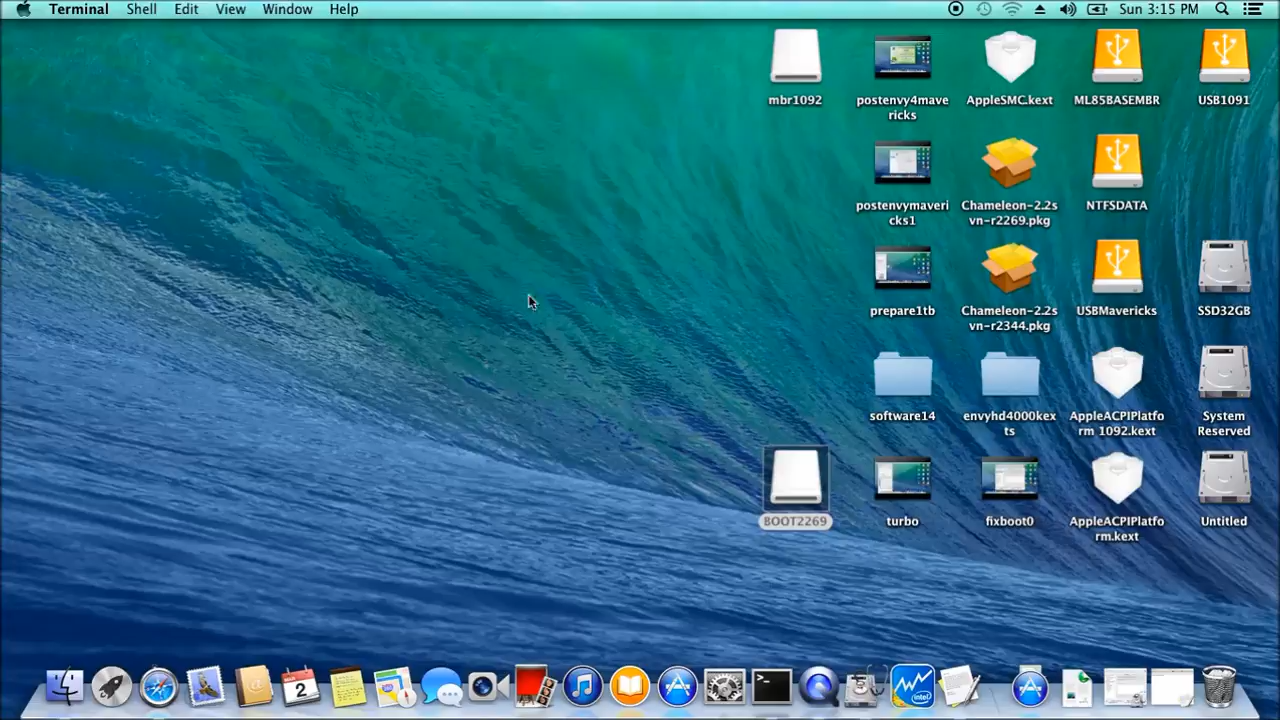 Terminal Shell Edit View Window Help Sun 3:15 PM
mbr1092
postenvy4mave
ricks
AppleSMC.kext
ML85BASEMBR
USB1091
postenvymaveri
cks1
Chameleon-2.2s
vn-r2269.pkg
NTFSDATA
prepare1tb
Chameleon-2.2s
vn-r2344.pkg
USBMavericks
SSD32GB
software14
envyhd4000kex
ts
AppleACPIPlatfo
rm 1092.kext
System
Reserved
BOOT2269
turbo
fixboot0
AppleACPIPlatfo
rm.kext
Untitled
2
intel